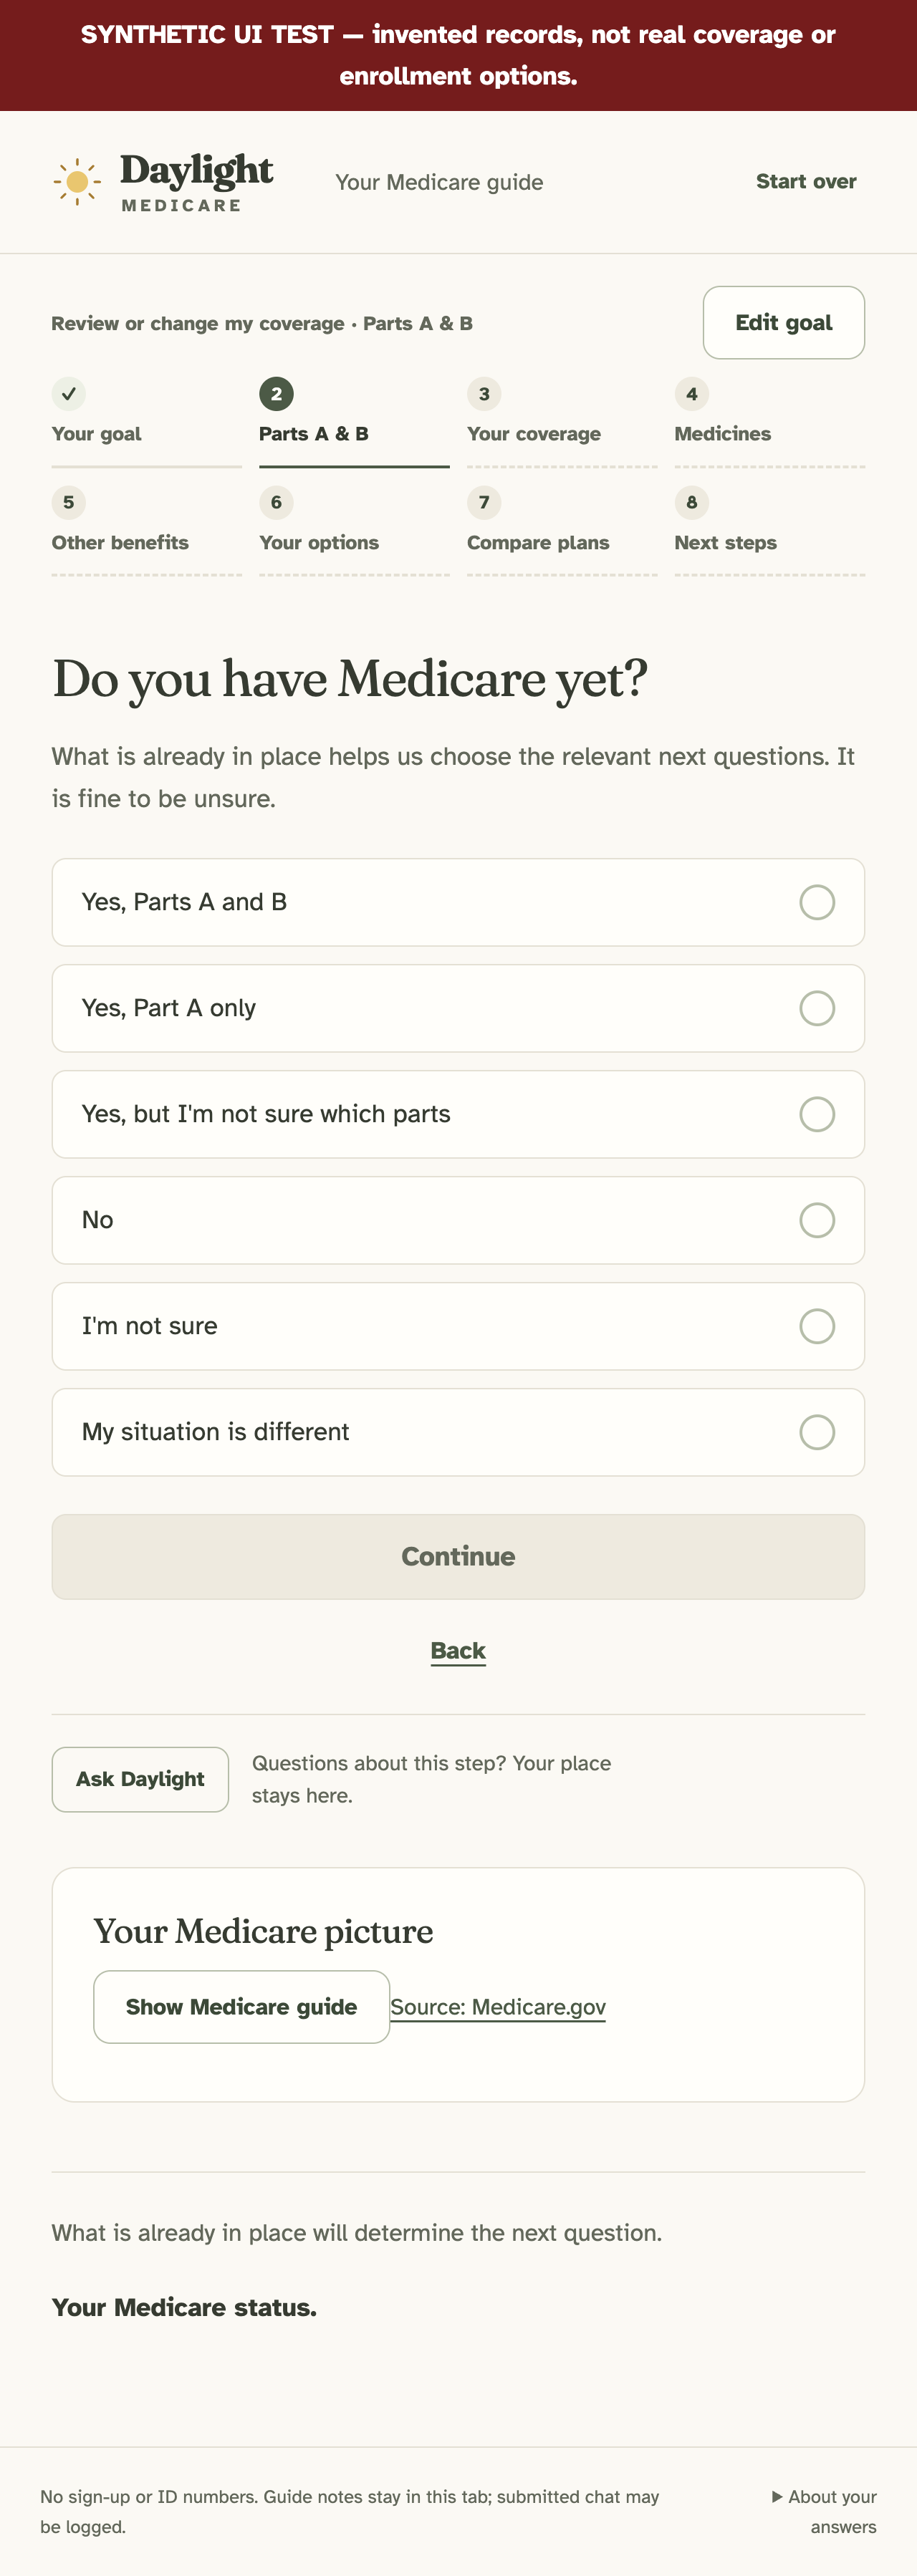 SYNTHETIC UI TEST — invented records, not real coverage or
enrollment options.
Daylight
MEDICARE
Your Medicare guide
Start over
Review or change my coverage · Parts A & B
Edit goal
Your goal
2
Parts A & B
3
Your coverage
4
Medicines
5
Other benefits
6
Your options
7
Compare plans
8
Next steps
Do you have Medicare yet?
What is already in place helps us choose the relevant next questions. It
is fine to be unsure.
Yes, Parts A and B
Yes, Part A only
Yes, but I'm not sure which parts
No
I'm not sure
My situation is different
Continue
Back
Ask Daylight
Questions about this step? Your place
stays here.
Your Medicare picture
Show Medicare guide
Source: Medicare.gov
What is already in place will determine the next question.
Your Medicare status.
No sign-up or ID numbers. Guide notes stay in this tab; submitted chat may
be logged.
About your
answers